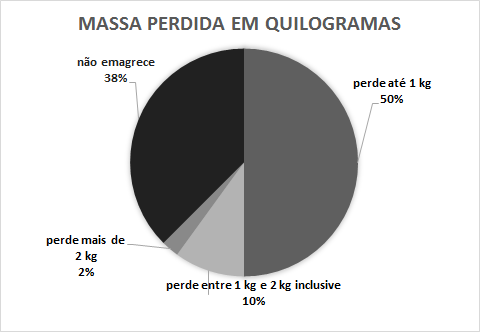 MASSA PERDIDA EM QUILOGRAMAS
não emagrece
38%
perde até 1 kg
50%
perde mais de
2 kg
2%
perde entre 1 kg e 2 kg inclusive
10%